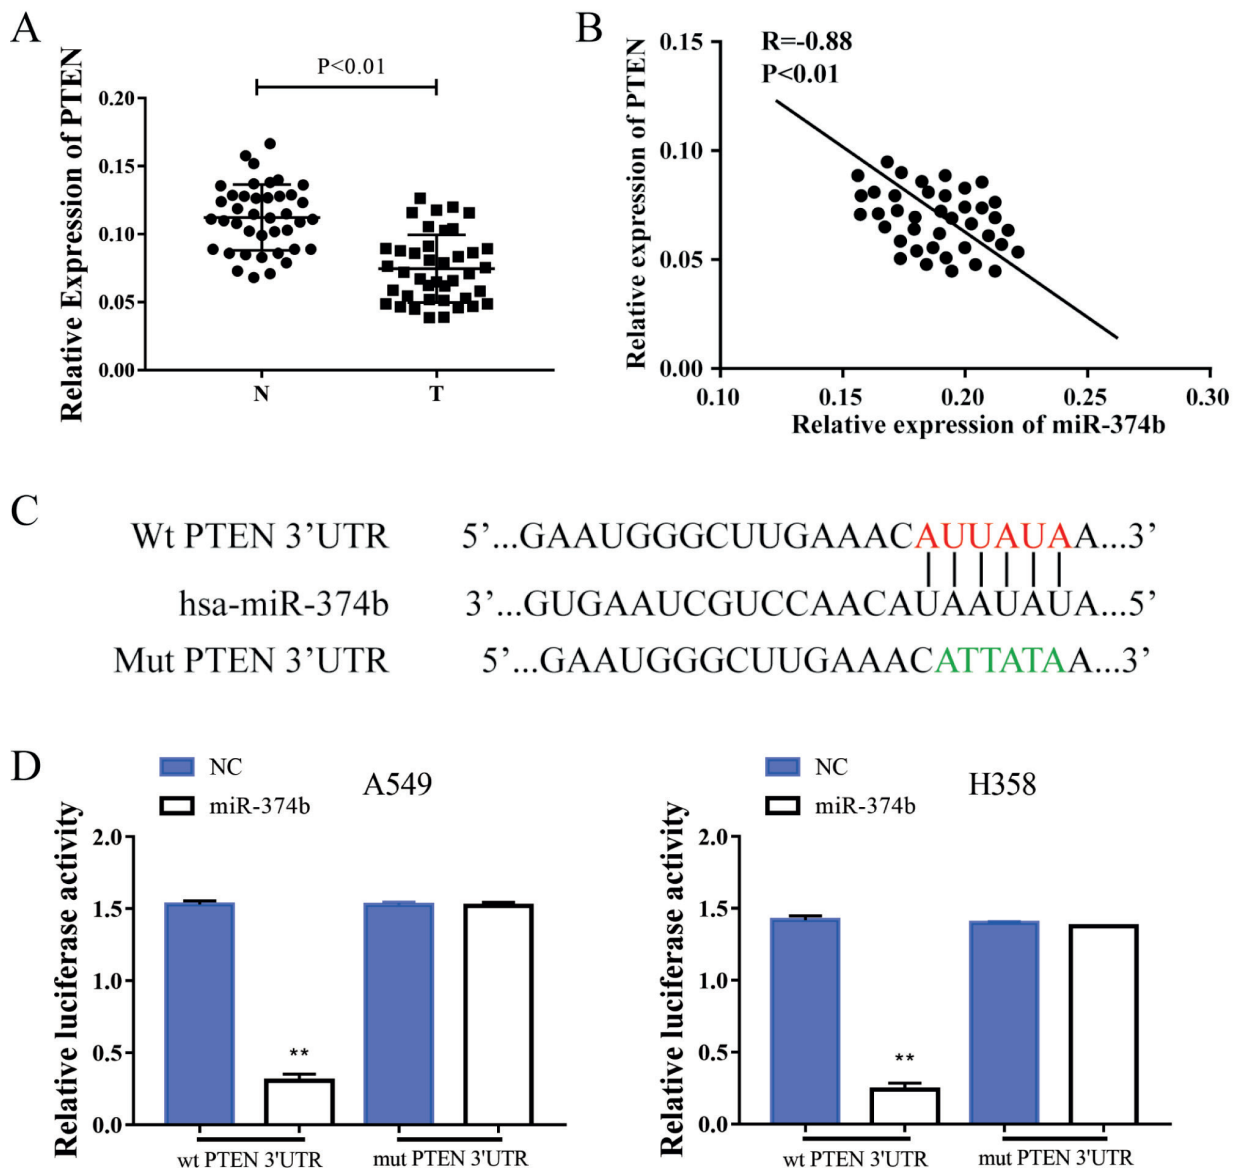 A
Relative Expression of PTEN
P<0.01
0.20
0.15
0.10
0.05
0.00
N
T
B
Relative expression of PTEN
R=-0.88
P<0.01
0.15
0.10
0.05
0.00
0.10
0.15
0.20
0.25
0.30
Relative expression of miR-374b
C
Wt PTEN 3’UTR 5’...GAAUGGGCUUGAAACAUUAUAA...3’
hsa-miR-374b 3’...GUGAAUCGUCCAACAUAAUAUA...5’
Mut PTEN 3’UTR 5’...GAAUGGGCUUGAAACATTATAA...3’
D
NC
miR-374b
A549
Relative luciferase activity
2.0
1.5
1.0
0.5
0.0
**
wt PTEN 3'UTR
mut PTEN 3'UTR
NC
miR-374b
H358
Relative luciferase activity
2.0
1.5
1.0
0.5
0.0
**
wt PTEN 3'UTR
mut PTEN 3'UTR